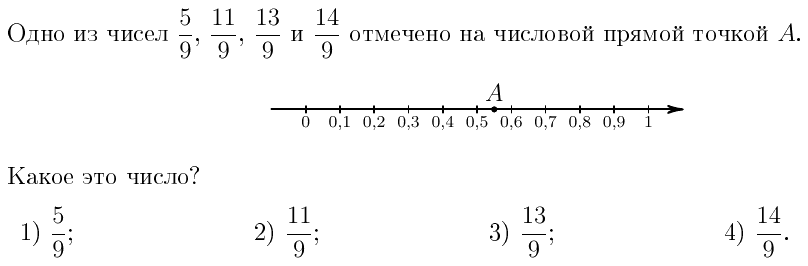 Одно из чисел 5/9, 11/9, 13/9 и 14/9 отмечено на числовой прямой точкой A.
A
0 0,1 0,2 0,3 0,4 0,5 0,6 0,7 0,8 0,9 1
Какое это число?
1) 5/9; 2) 11/9; 3) 13/9; 4) 14/9.